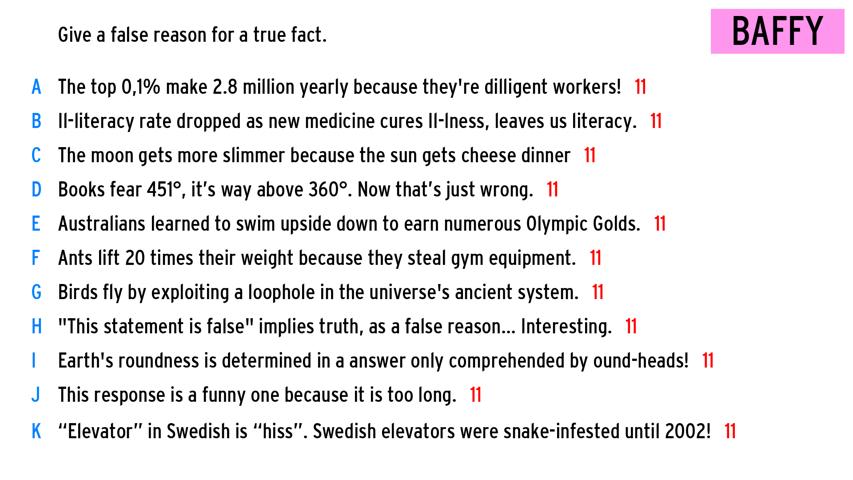 Give a false reason for a true fact.
BAFFY
A The top 0,1% make 2.8 million yearly because they're dilligent workers! 11
B Il-literacy rate dropped as new medicine cures Il-lness, leaves us literacy. 11
C The moon gets more slimmer because the sun gets cheese dinner 11
D Books fear 451°, it’s way above 360°. Now that’s just wrong. 11
E Australians learned to swim upside down to earn numerous Olympic Golds. 11
F Ants lift 20 times their weight because they steal gym equipment. 11
G Birds fly by exploiting a loophole in the universe's ancient system. 11
H "This statement is false" implies truth, as a false reason... Interesting. 11
I Earth's roundness is determined in a answer only comprehended by ound-heads! 11
J This response is a funny one because it is too long. 11
K “Elevator” in Swedish is “hiss”. Swedish elevators were snake-infested until 2002! 11